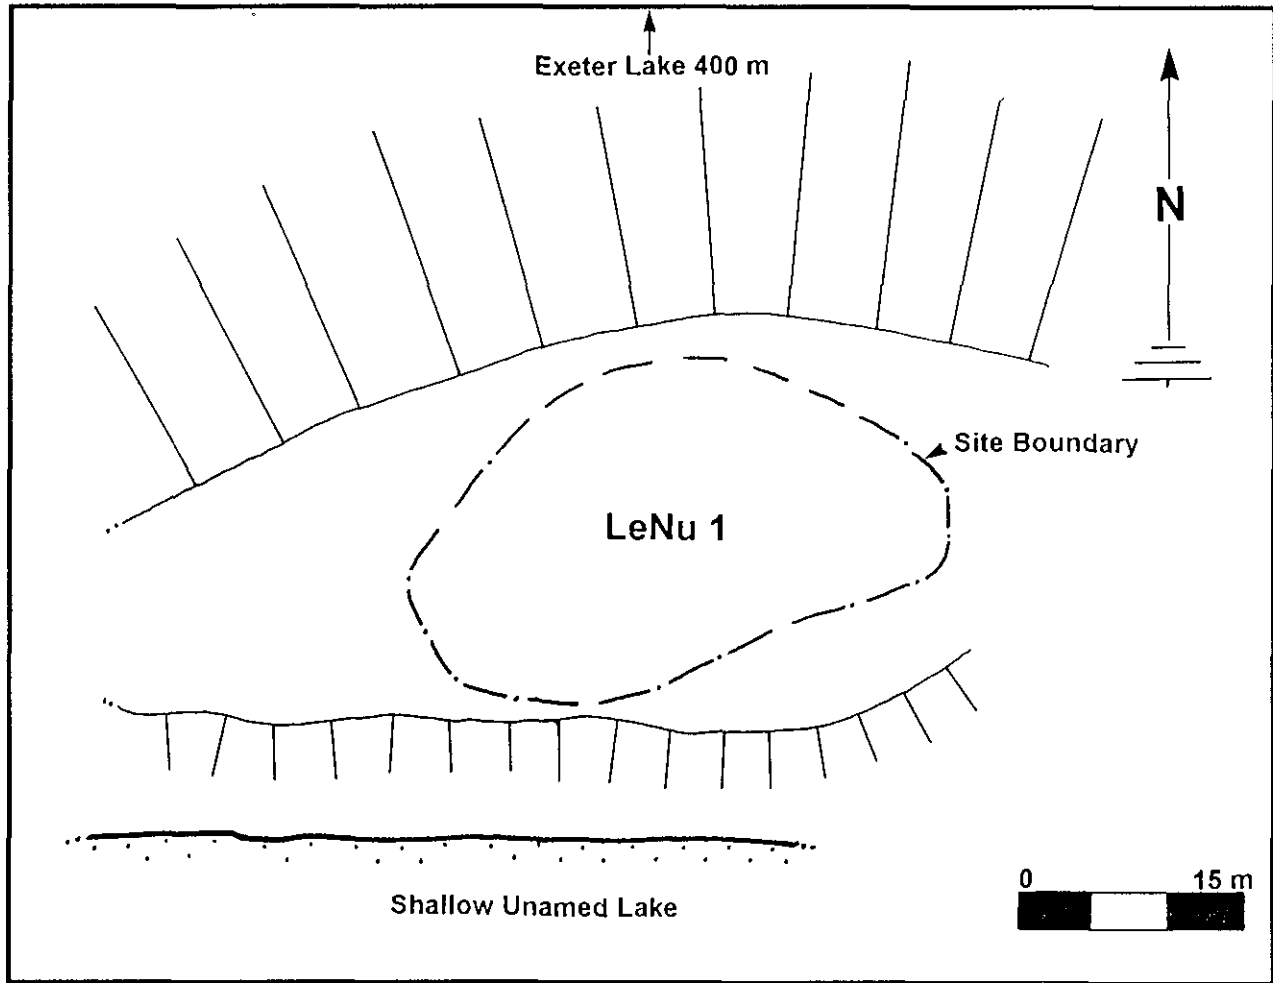 Exeter Lake 400 m
N
Site Boundary
LeNu 1
0 15 m
Shallow Unamed Lake